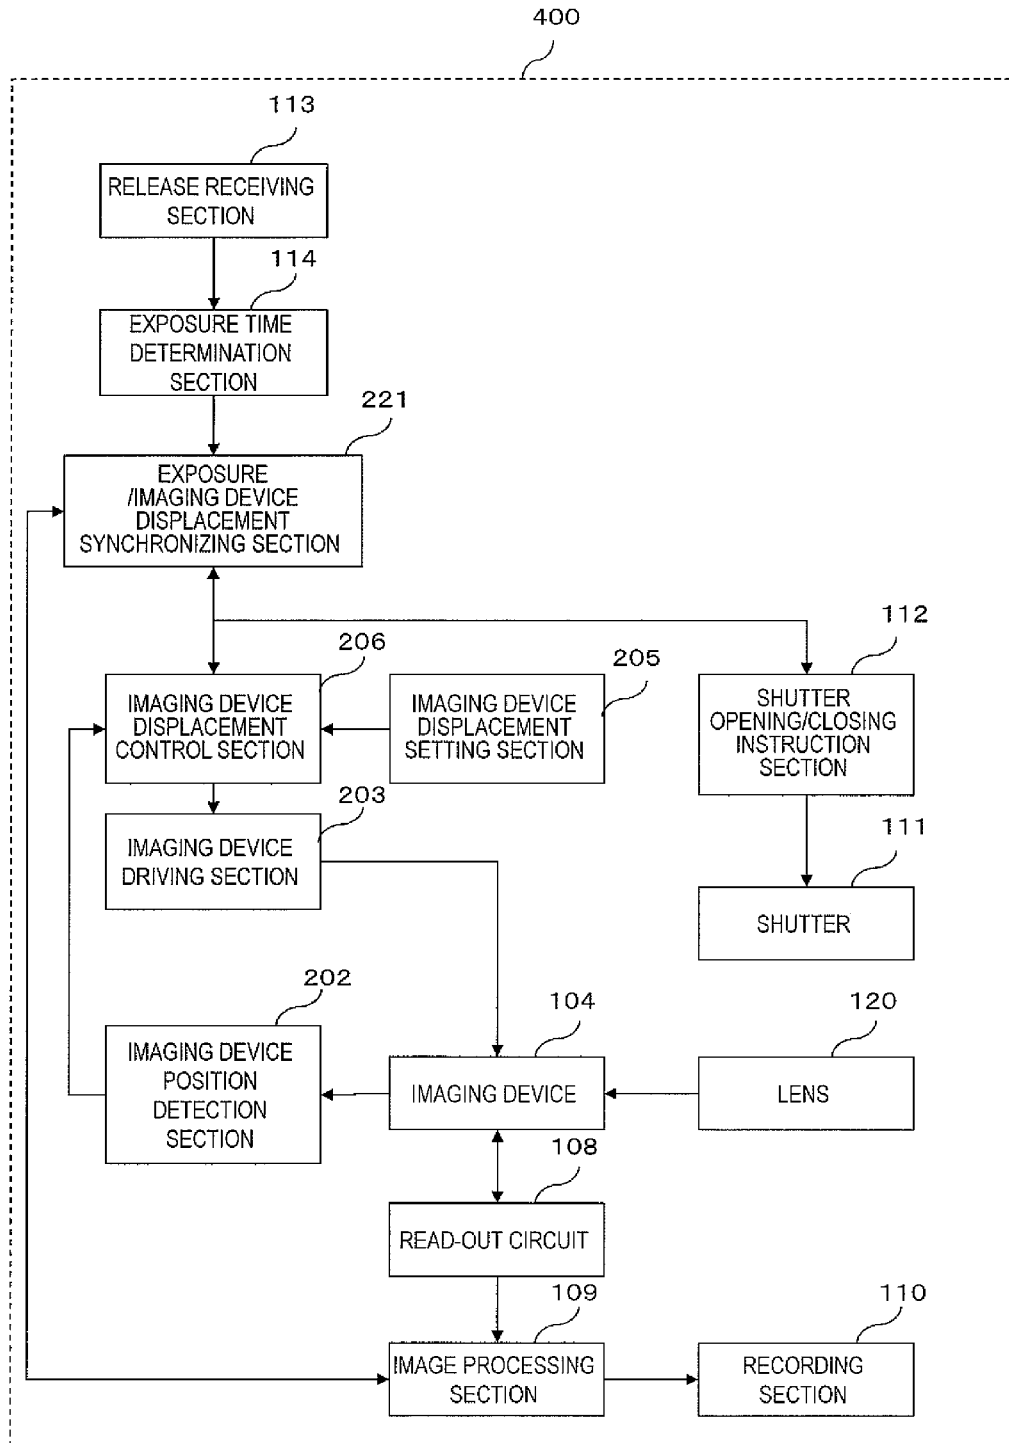 400
113
RELEASE RECEIVING
SECTION
114
EXPOSURE TIME
DETERMINATION
SECTION
221
EXPOSURE
/IMAGING DEVICE
DISPLACEMENT
SYNCHRONIZING SECTION
206
IMAGING DEVICE
DISPLACEMENT
CONTROL SECTION
205
IMAGING DEVICE
DISPLACEMENT
SETTING SECTION
112
SHUTTER
OPENING/CLOSING
INSTRUCTION
SECTION
203
IMAGING DEVICE
DRIVING SECTION
111
SHUTTER
202
IMAGING DEVICE
POSITION
DETECTION
SECTION
104
IMAGING DEVICE
120
LENS
108
READ-OUT CIRCUIT
109
IMAGE PROCESSING
SECTION
110
RECORDING
SECTION